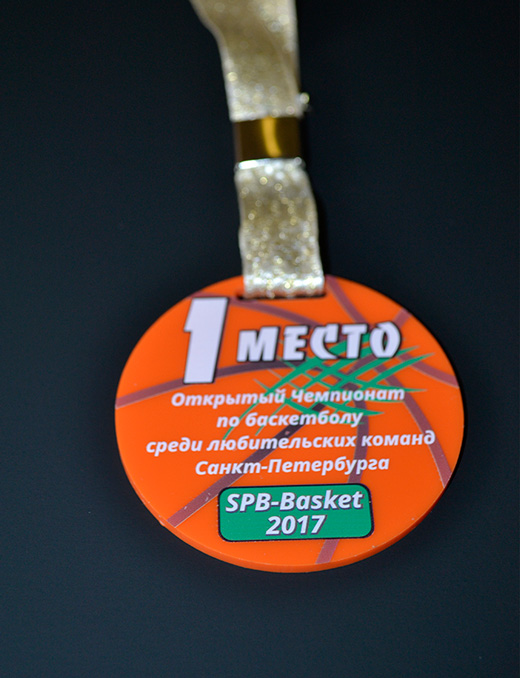 1 МЕСТО
Открытый Чемпионат
по баскетболу
среди любительских команд
Санкт-Петербурга
SPB-Basket
2017